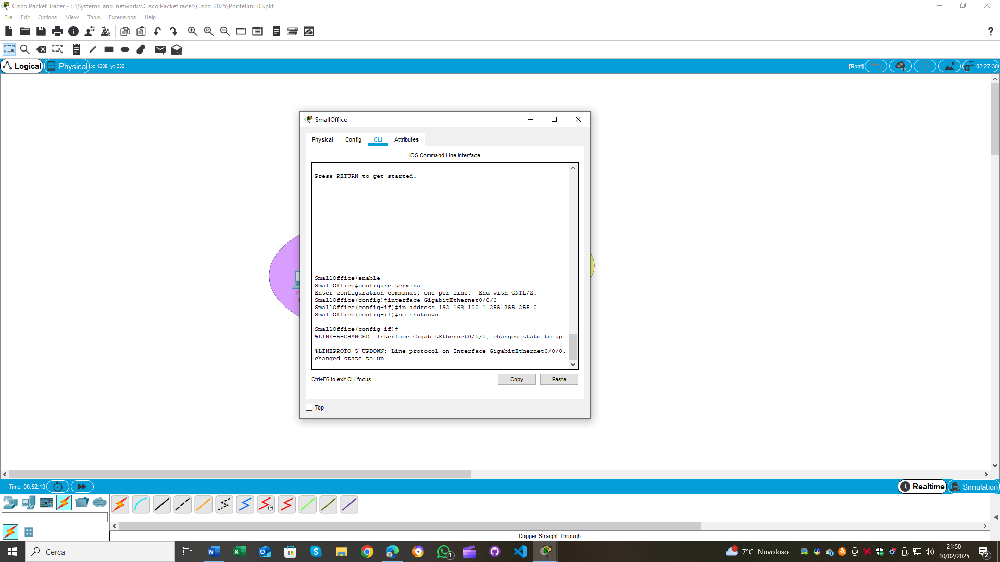 Cisco Packet Tracer - F:\Systems_and_networks\Cisco Packet racer\Cisco_2025\Pontellini_03.pkt
File Edit Options View Tools Extensions Help
Logical Physical x: 1288, y: 232 [Root] 02:27:30
SmallOffice
Physical Config CLI Attributes
IOS Command Line Interface
Press RETURN to get started.
SmallOffice>enable
SmallOffice#configure terminal
Enter configuration commands, one per line.  End with CNTL/Z.
SmallOffice(config)#interface GigabitEthernet0/0/0
SmallOffice(config-if)#ip address 192.168.100.1 255.255.255.0
SmallOffice(config-if)#no shutdown
SmallOffice(config-if)#
%LINK-5-CHANGED: Interface GigabitEthernet0/0/0, changed state to up
%LINEPROTO-5-UPDOWN: Line protocol on Interface GigabitEthernet0/0/0,
changed state to up
Ctrl+F6 to exit CLI focus Copy Paste
Top
Time: 00:52:19 Realtime Simulation
Copper Straight-Through
Cerca 7°C Nuvoloso 21:50
10/02/2025